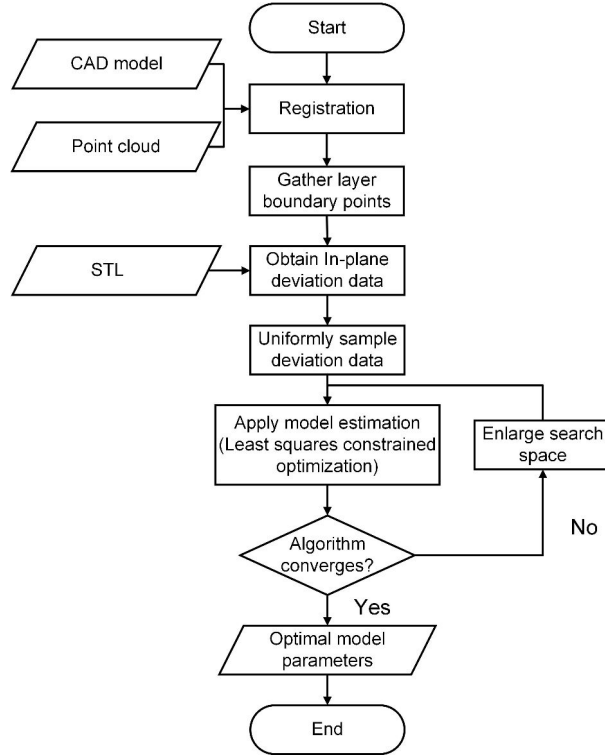 Start
CAD model
Registration
Point cloud
Gather layer
boundary points
STL
Obtain In-plane
deviation data
Uniformly sample
deviation data
Apply model estimation
(Least squares constrained
optimization)
Enlarge search
space
No
Algorithm
converges?
Yes
Optimal model
parameters
End